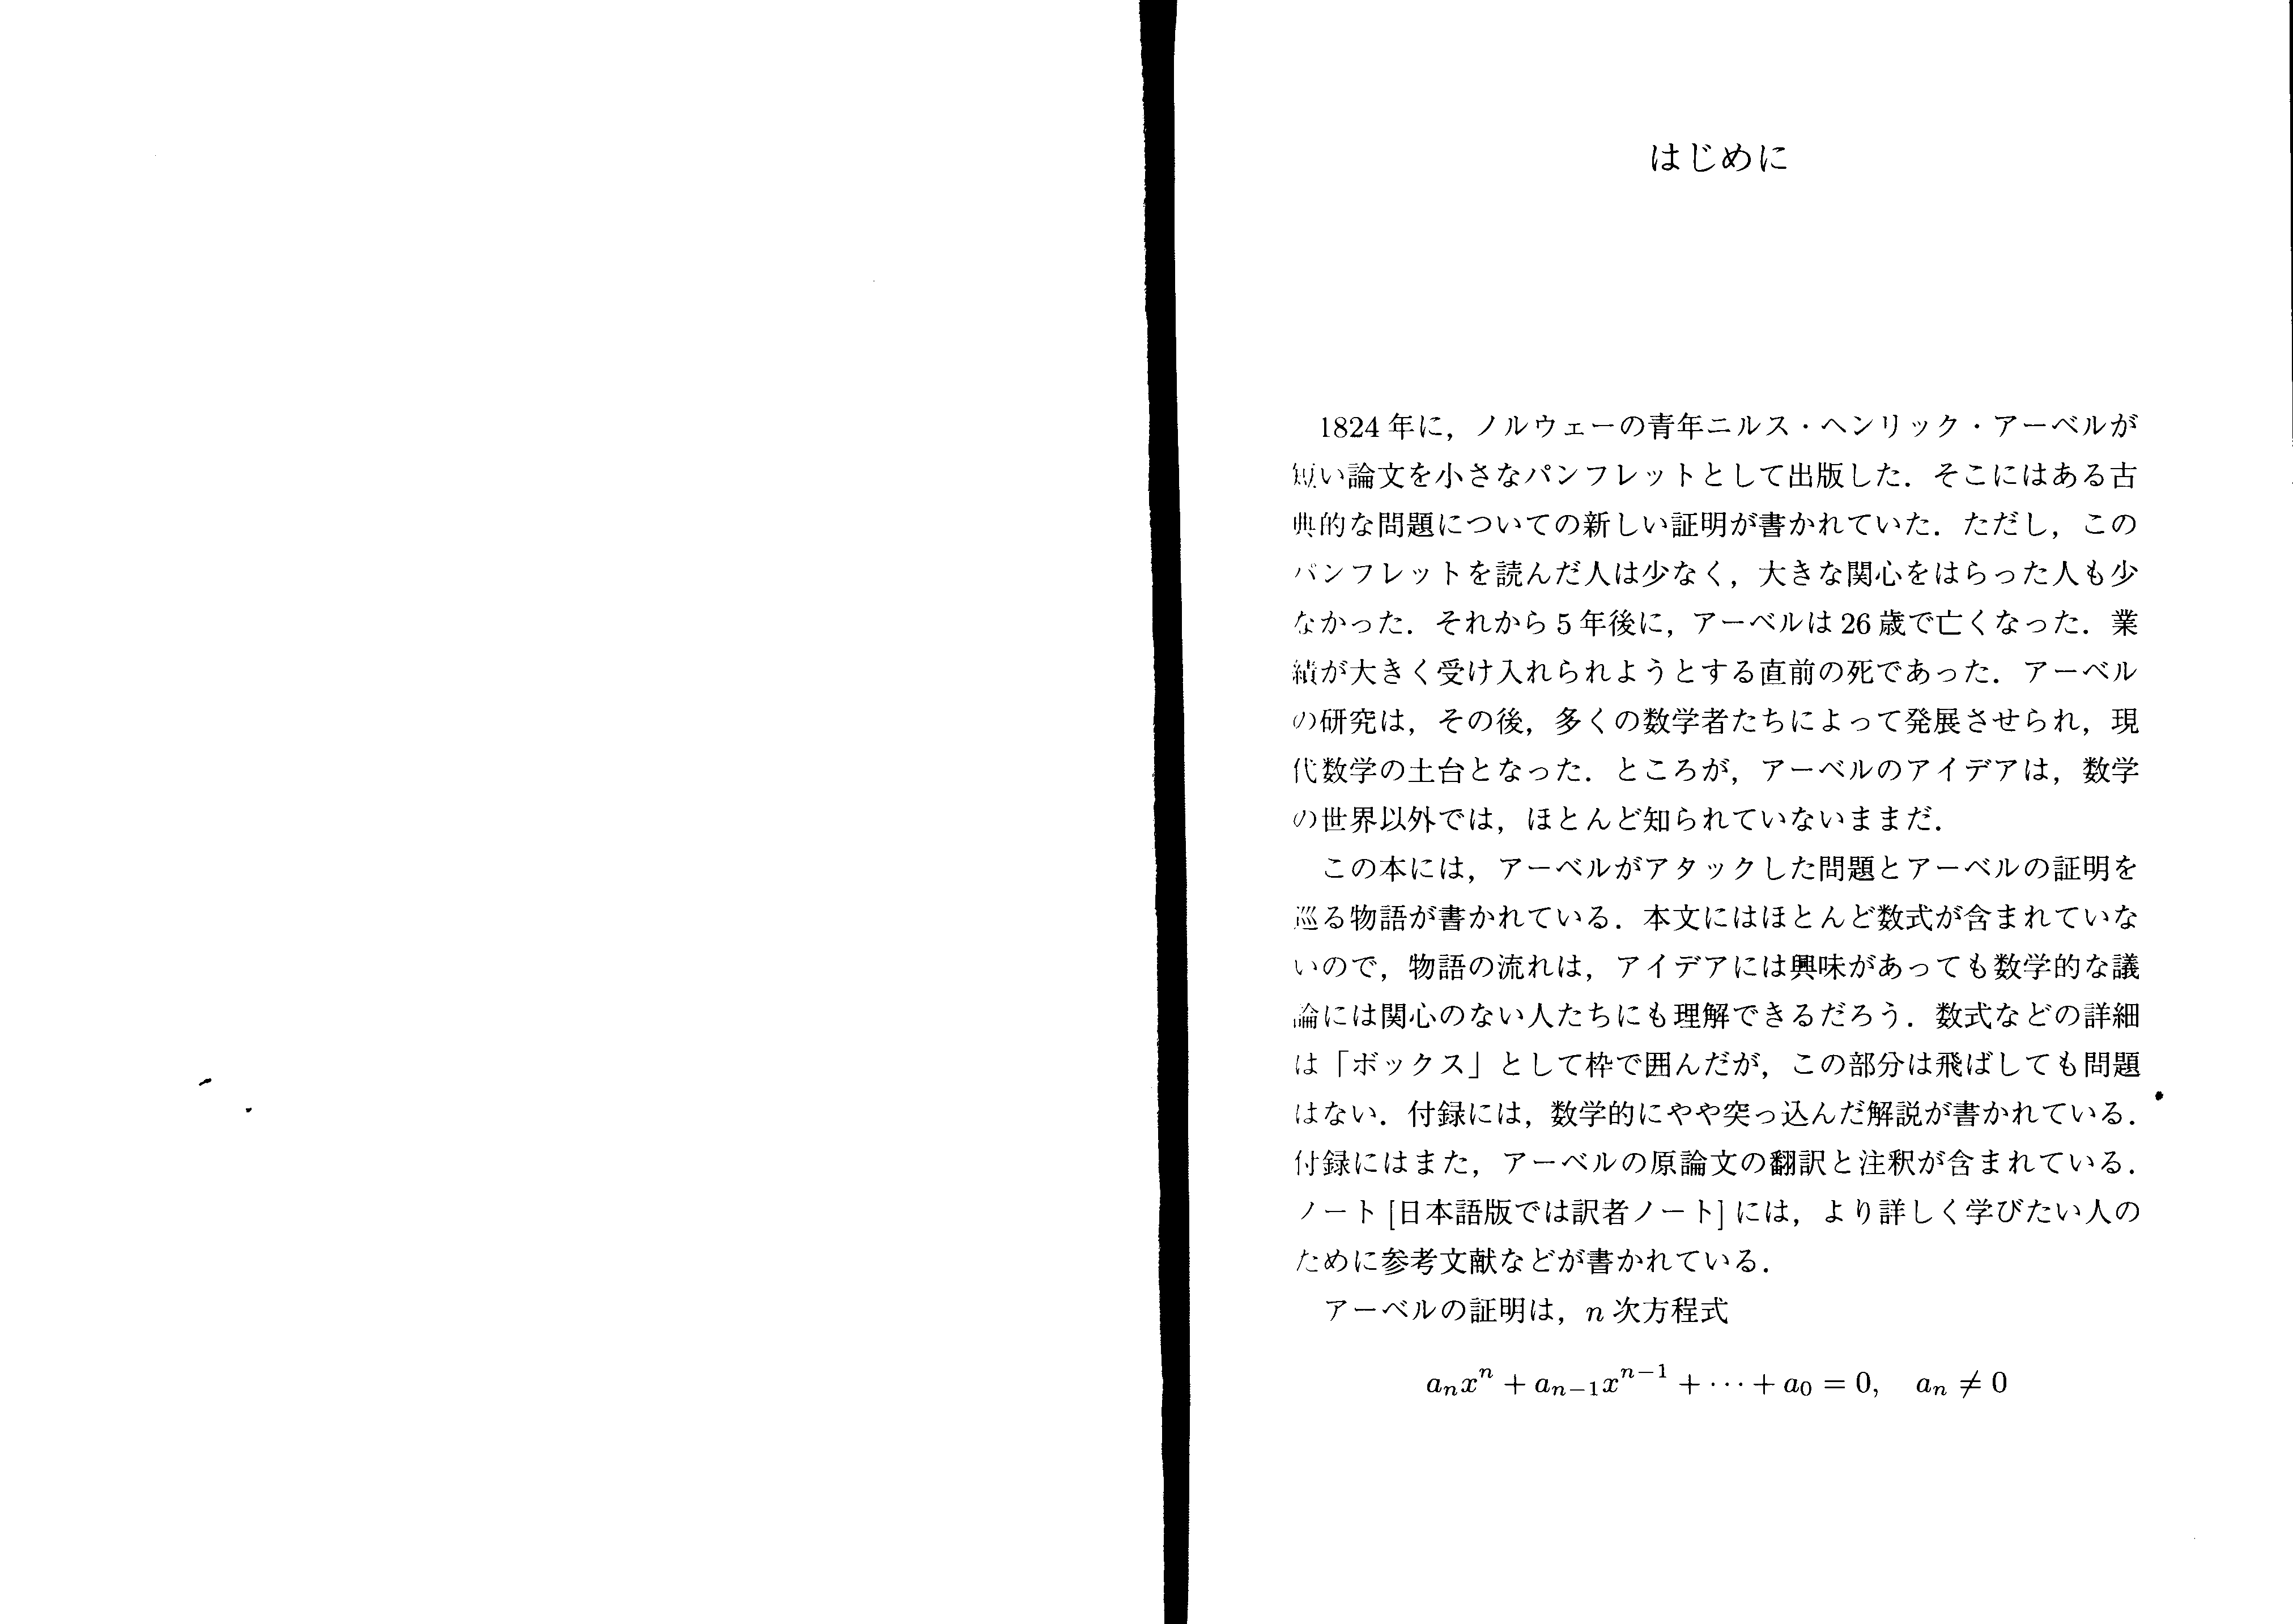 はじめに
1824 年に，ノルウェーの青年ニルス・ヘンリック・アーベルが
短い論文を小さなパンフレットとして出版した．そこにはある古
典的な問題についての新しい証明が書かれていた．ただし，この
パンフレットを読んだ人は少なく，大きな関心をはらった人も少
なかった．それから 5 年後に，アーベルは 26 歳で亡くなった．業
績が大きく受け入れられようとする直前の死であった．アーベル
の研究は，その後，多くの数学者たちによって発展させられ，現
代数学の土台となった．ところが，アーベルのアイデアは，数学
の世界以外では，ほとんど知られていないままだ．
この本には，アーベルがアタックした問題とアーベルの証明を
巡る物語が書かれている．本文にはほとんど数式が含まれていな
いので，物語の流れは，アイデアには興味があっても数学的な議
論には関心のない人たちにも理解できるだろう．数式などの詳細
は「ボックス」として枠で囲んだが，この部分は飛ばしても問題
はない．付録には，数学的にやや突っ込んだ解説が書かれている．
付録にはまた，アーベルの原論文の翻訳と注釈が含まれている．
ノート [日本語版では訳者ノート] には，より詳しく学びたい人の
ために参考文献などが書かれている．
アーベルの証明は，n 次方程式
aₙxⁿ + aₙ₋₁xⁿ⁻¹ + ⋯ + a₀ = 0,　aₙ ≠ 0